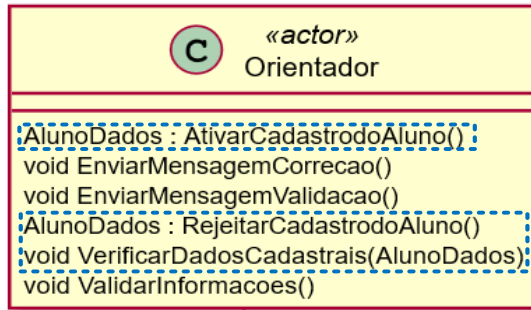 C
«actor»
Orientador
AlunoDados : AtivarCadastrodoAluno()
void EnviarMensagemCorrecao()
void EnviarMensagemValidacao()
AlunoDados : RejeitarCadastrodoAluno()
void VerificarDadosCadastrais(AlunoDados)
void ValidarInformacoes()